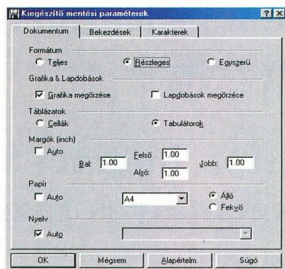 Kiegészítő mentési paraméterek
Dokumentum Bekezdések Karakterek
Formátum
Teljes Részleges Egyszerű
Grafika & Lapdobások
Grafika megőrzése Lapdobások megőrzése
Táblázatok
Cellák Tabulátorok
Margók (inch)
Auto
Felső 1.00
Bal: 1.00 Jobb: 1.00
Alsó: 1.00
Papír
Auto A4 Álló
Fekvő
Nyelv
Auto
OK Mégsem Alapértelm. Súgó